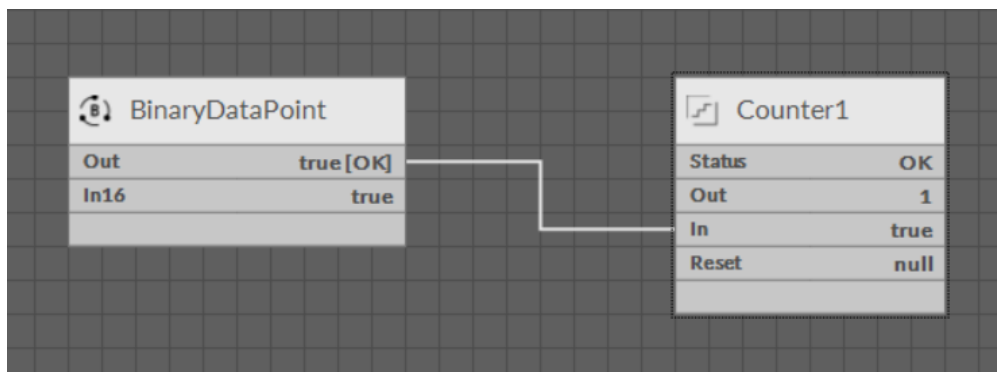 BinaryDataPoint
Out true [OK]
In16 true
Counter1
Status OK
Out 1
In true
Reset null